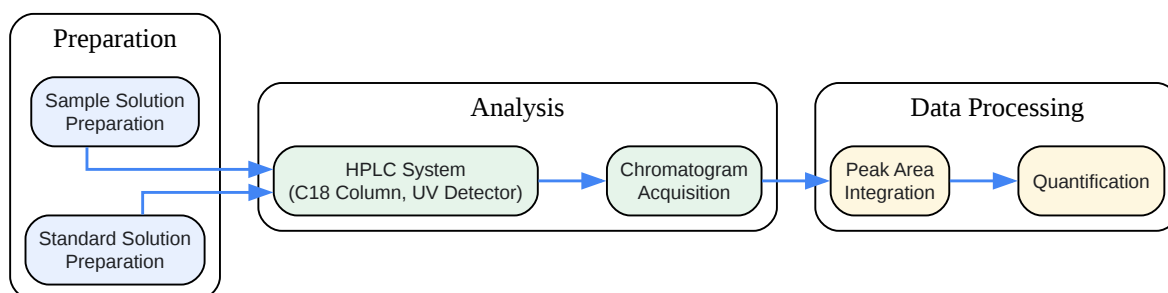 Preparation
Sample Solution
Preparation
Standard Solution
Preparation
Analysis
HPLC System
(C18 Column, UV Detector)
Chromatogram
Acquisition
Data Processing
Peak Area
Integration
Quantification